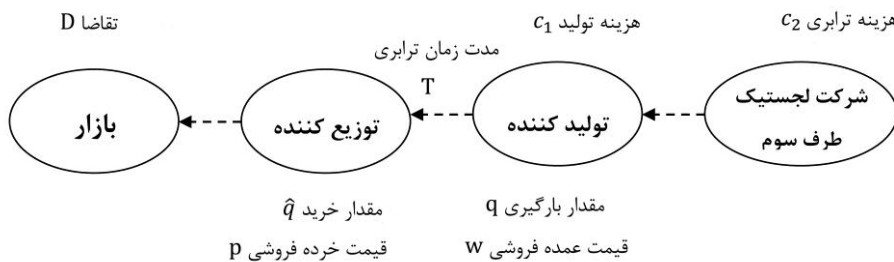 هزینه ترابری c₂
هزینه تولید c₁
تقاضا D
مدت زمان ترابری
T
شرکت لجستیک
طرف سوم
تولید کننده
توزیع کننده
بازار
مقدار بارگیری q
قیمت عمده فروشی w
مقدار خرید q̂
قیمت خرده فروشی p